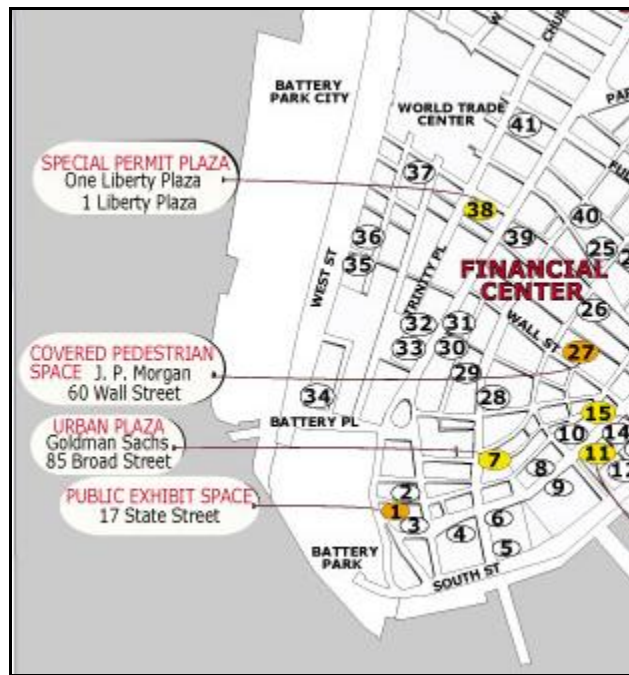 BATTERY
PARK CITY
WORLD TRADE
CENTER
41
SPECIAL PERMIT PLAZA
One Liberty Plaza
1 Liberty Plaza
37
38
40
39
36
35
25
WEST ST
TRINITY PL
FINANCIAL
CENTER
26
WALL ST
32
31
33
30
27
COVERED PEDESTRIAN
SPACE J. P. Morgan
60 Wall Street
29
34
28
BATTERY PL
15
URBAN PLAZA
Goldman Sachs
85 Broad Street
10
14
7
11
8
9
PUBLIC EXHIBIT SPACE
17 State Street
2
1
3
4
6
5
BATTERY
PARK
SOUTH ST